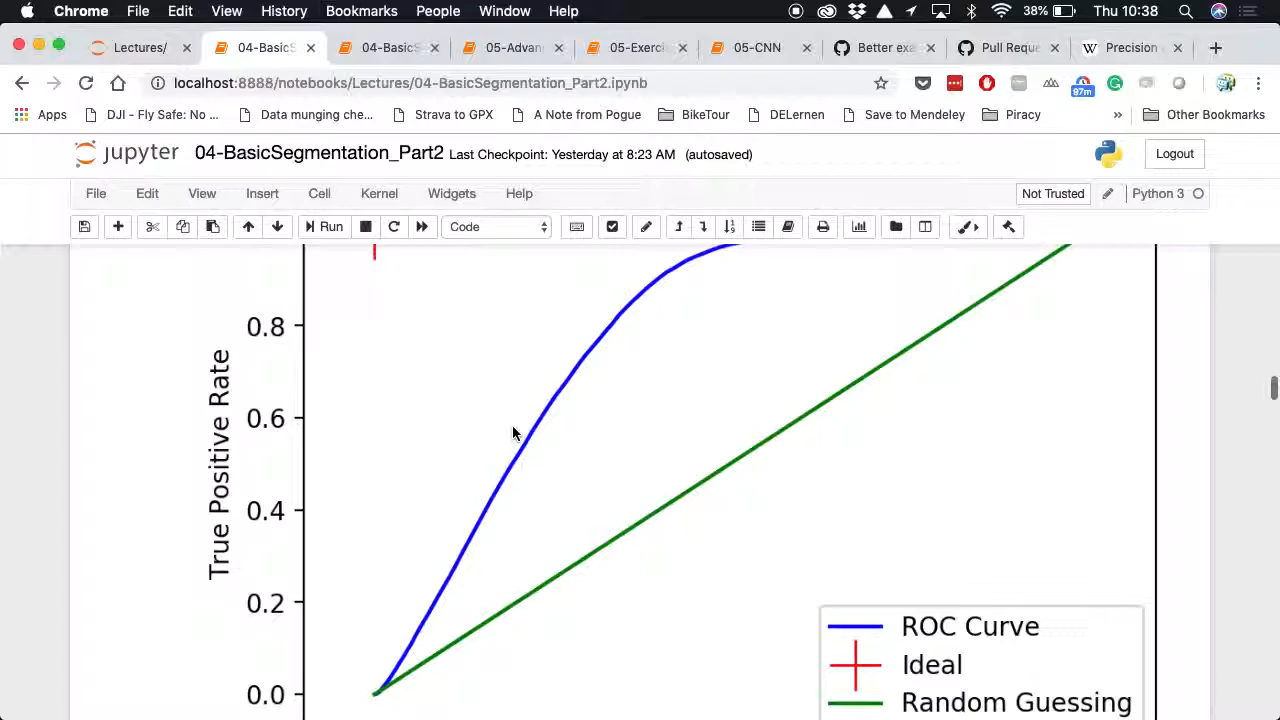 Chrome File Edit View History Bookmarks People Window Help 38% Thu 10:38
Lectures/ 04-BasicS 04-BasicS 05-Advan 05-Exerci 05-CNN Better exa Pull Reque Precision
localhost:8888/notebooks/Lectures/04-BasicSegmentation_Part2.ipynb 97m
Apps DJI - Fly Safe: No ... Data munging che... Strava to GPX A Note from Pogue BikeTour DELernen Save to Mendeley Piracy » Other Bookmarks
jupyter 04-BasicSegmentation_Part2 Last Checkpoint: Yesterday at 8:23 AM (autosaved) Logout
File Edit View Insert Cell Kernel Widgets Help Not Trusted Python 3
Run Code
0.8
0.6
0.4
0.2
0.0
True Positive Rate
ROC Curve
Ideal
Random Guessing